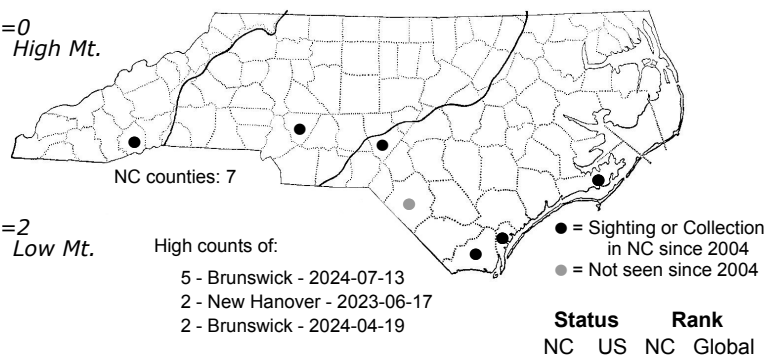 =0
High Mt.
NC counties: 7
=2
Low Mt.
High counts of:
5 - Brunswick - 2024-07-13
2 - New Hanover - 2023-06-17
2 - Brunswick - 2024-04-19
● = Sighting or Collection
in NC since 2004
● = Not seen since 2004
Status Rank
NC US NC Global